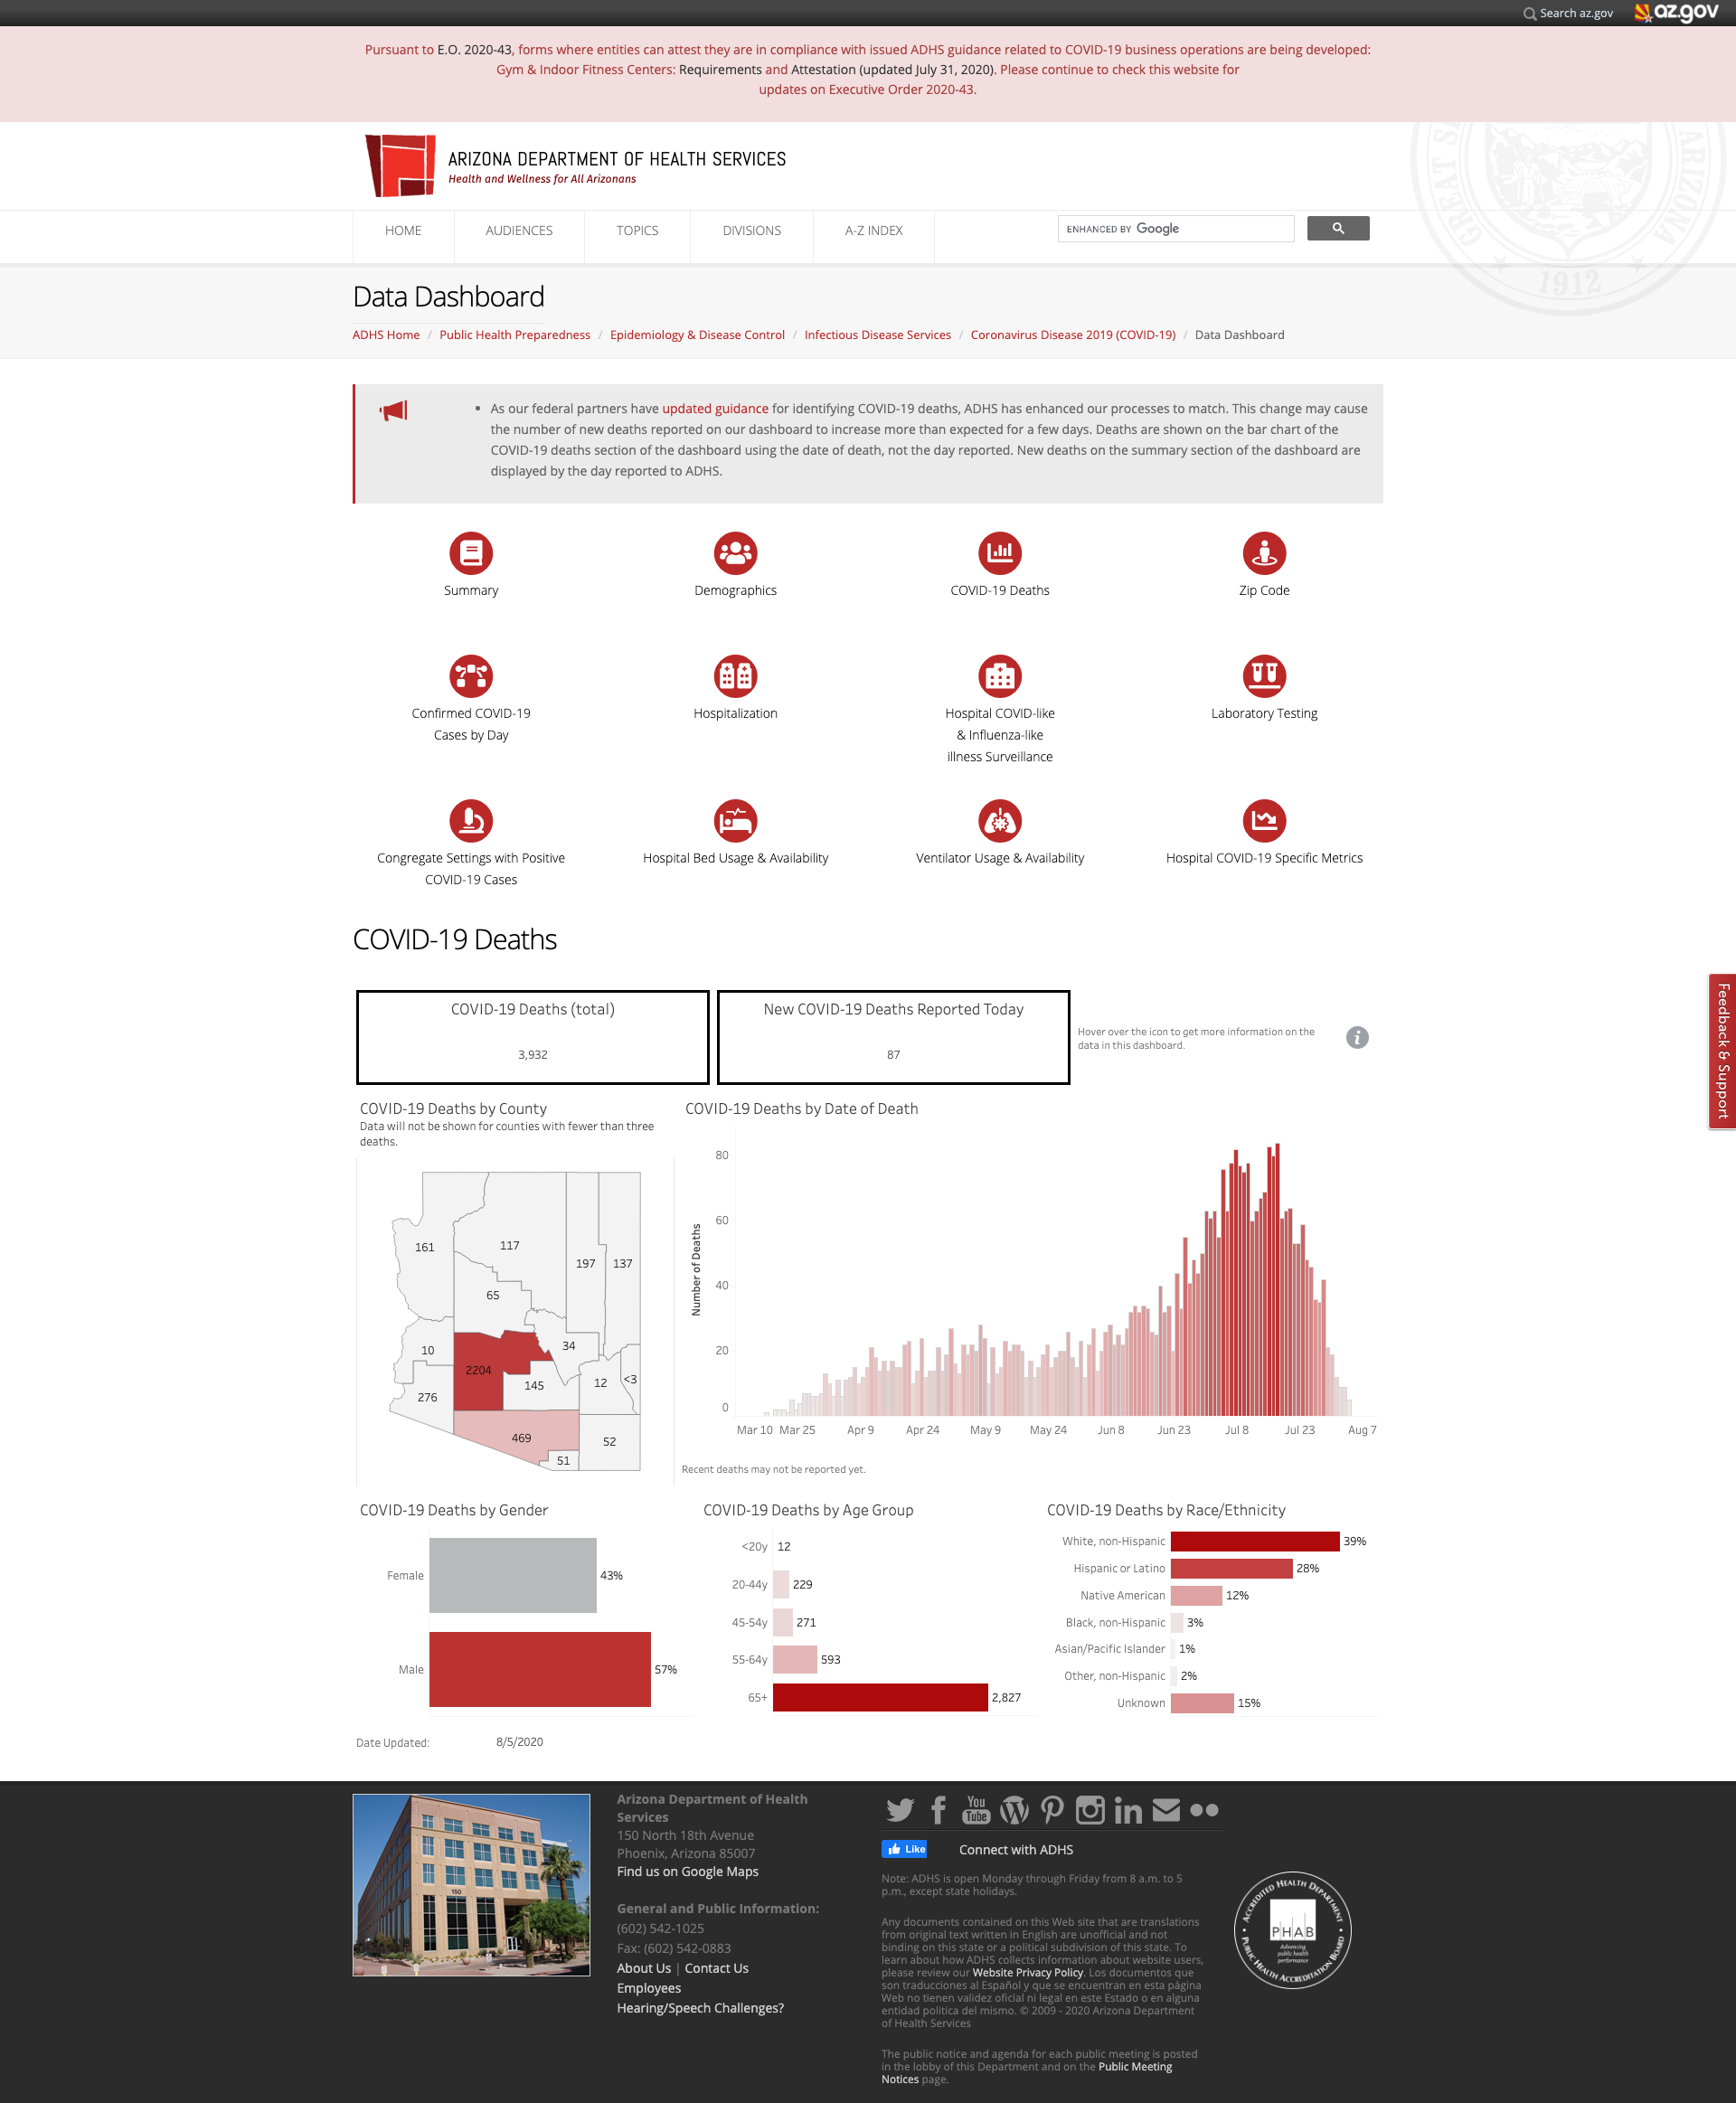 Search az.gov
az.gov
Pursuant to E.O. 2020-43, forms where entities can attest they are in compliance with issued ADHS guidance related to COVID-19 business operations are being developed:
Gym & Indoor Fitness Centers: Requirements and Attestation (updated July 31, 2020). Please continue to check this website for
updates on Executive Order 2020-43.
ARIZONA DEPARTMENT OF HEALTH SERVICES
Health and Wellness for All Arizonans
GREAT
ARIZONA
1912
HOME
AUDIENCES
TOPICS
DIVISIONS
A-Z INDEX
ENHANCED BY Google
Data Dashboard
ADHS Home / Public Health Preparedness / Epidemiology & Disease Control / Infectious Disease Services / Coronavirus Disease 2019 (COVID-19) / Data Dashboard
• As our federal partners have updated guidance for identifying COVID-19 deaths, ADHS has enhanced our processes to match. This change may cause
the number of new deaths reported on our dashboard to increase more than expected for a few days. Deaths are shown on the bar chart of the
COVID-19 deaths section of the dashboard using the date of death, not the day reported. New deaths on the summary section of the dashboard are
displayed by the day reported to ADHS.
Summary
Demographics
COVID-19 Deaths
Zip Code
Confirmed COVID-19
Cases by Day
Hospitalization
Hospital COVID-like
& Influenza-like
illness Surveillance
Laboratory Testing
Congregate Settings with Positive
COVID-19 Cases
Hospital Bed Usage & Availability
Ventilator Usage & Availability
Hospital COVID-19 Specific Metrics
COVID-19 Deaths
Feedback & Support
COVID-19 Deaths (total)
3,932
New COVID-19 Deaths Reported Today
87
Hover over the icon to get more information on the
data in this dashboard.
i
COVID-19 Deaths by County
Data will not be shown for counties with fewer than three
deaths.
161
117
197
137
65
10
34
2204
145
12
<3
276
469
52
51
COVID-19 Deaths by Date of Death
Number of Deaths
80
60
40
20
0
Mar 10
Mar 25
Apr 9
Apr 24
May 9
May 24
Jun 8
Jun 23
Jul 8
Jul 23
Aug 7
Recent deaths may not be reported yet.
COVID-19 Deaths by Gender
Female 43%
Male 57%
COVID-19 Deaths by Age Group
<20y 12
20-44y 229
45-54y 271
55-64y 593
65+ 2,827
COVID-19 Deaths by Race/Ethnicity
White, non-Hispanic 39%
Hispanic or Latino 28%
Native American 12%
Black, non-Hispanic 3%
Asian/Pacific Islander 1%
Other, non-Hispanic 2%
Unknown 15%
Date Updated: 8/5/2020
150
Arizona Department of Health
Services
150 North 18th Avenue
Phoenix, Arizona 85007
Find us on Google Maps
General and Public Information:
(602) 542-1025
Fax: (602) 542-0883
About Us | Contact Us
Employees
Hearing/Speech Challenges?
You
Tube
Like
Connect with ADHS
Note: ADHS is open Monday through Friday from 8 a.m. to 5
p.m., except state holidays.
Any documents contained on this Web site that are translations
from original text written in English are unofficial and not
binding on this state or a political subdivision of this state. To
learn about how ADHS collects information about website users,
please review our Website Privacy Policy. Los documentos que
son traducciones al Español y que se encuentran en esta página
Web no tienen validez oficial ni legal en este Estado o en alguna
entidad politica del mismo. © 2009 - 2020 Arizona Department
of Health Services
The public notice and agenda for each public meeting is posted
in the lobby of this Department and on the Public Meeting
Notices page.
ACCREDITED HEALTH DEPARTMENT
PHAB
Advancing
public health
performance
PUBLIC HEALTH ACCREDITATION BOARD